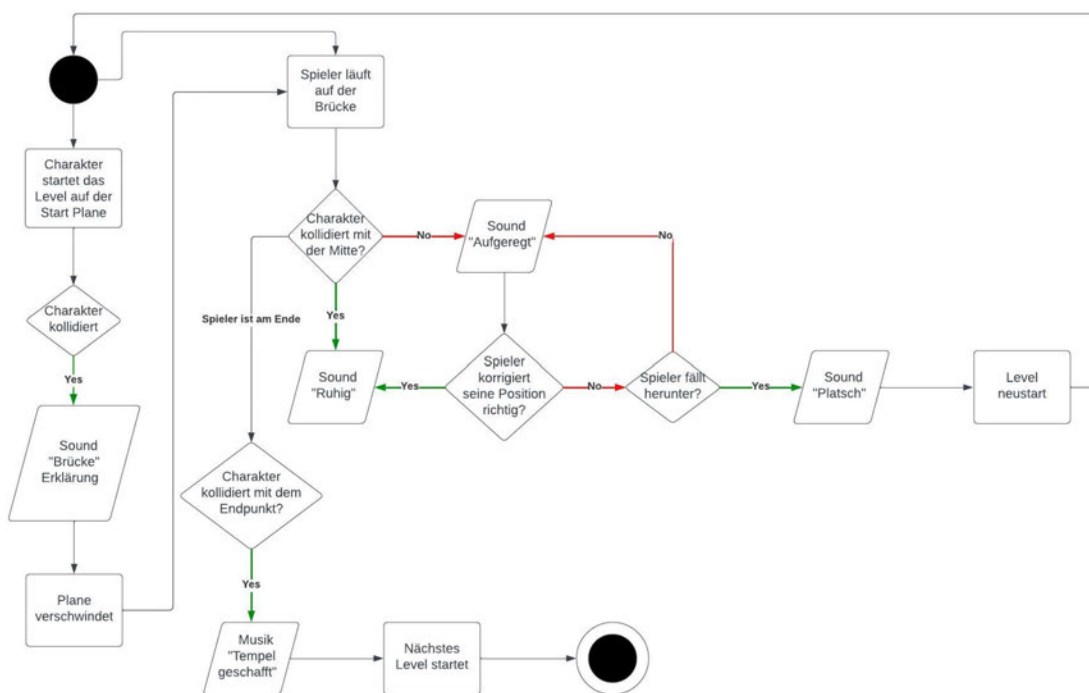 Spieler läuft
auf der
Brücke
Charakter
startet das
Level auf der
Start Plane
Charakter
kollidiert mit
der Mitte?
No
Sound
"Aufgeregt"
No
Charakter
kollidiert
Spieler ist am Ende
Yes
Yes
Sound
"Ruhig"
Yes
Spieler
korrigiert
seine Position
richtig?
No
Spieler fällt
herunter?
Yes
Sound
"Platsch"
Level
neustart
Sound
"Brücke"
Erklärung
Charakter
kollidiert mit dem
Endpunkt?
Yes
Plane
verschwindet
Musik
"Tempel
geschafft"
Nächstes
Level startet